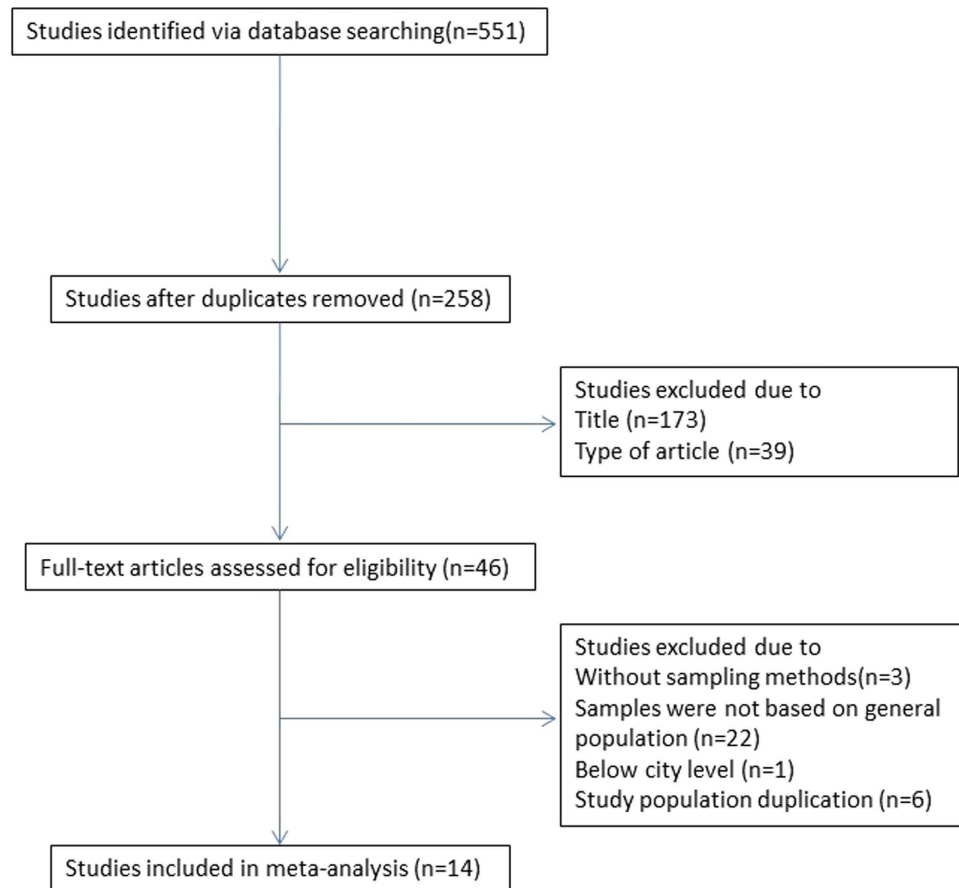 Studies identified via database searching(n=551)
Studies after duplicates removed (n=258)
Studies excluded due to
Title (n=173)
Type of article (n=39)
Full-text articles assessed for eligibility (n=46)
Studies excluded due to
Without sampling methods(n=3)
Samples were not based on general
population (n=22)
Below city level (n=1)
Study population duplication (n=6)
Studies included in meta-analysis (n=14)